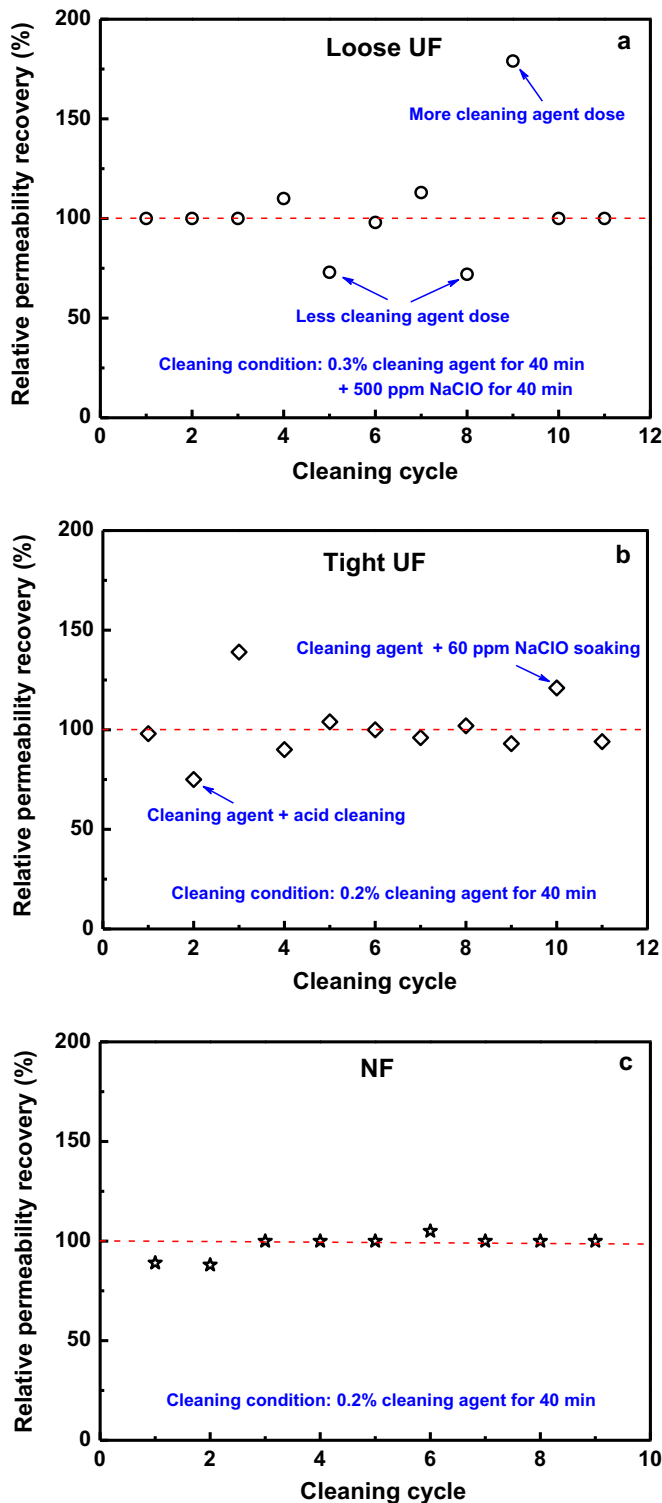 Loose UF
a
More cleaning agent dose
Less cleaning agent dose
Cleaning condition: 0.3% cleaning agent for 40 min
+ 500 ppm NaClO for 40 min
Relative permeability recovery (%)
200
150
100
50
0
0 2 4 6 8 10 12
Cleaning cycle
Tight UF
b
Cleaning agent + 60 ppm NaClO soaking
Cleaning agent + acid cleaning
Cleaning condition: 0.2% cleaning agent for 40 min
Relative permeability recovery (%)
200
150
100
50
0
0 2 4 6 8 10 12
Cleaning cycle
NF
c
Cleaning condition: 0.2% cleaning agent for 40 min
Relative permeability recovery (%)
200
150
100
50
0
0 2 4 6 8 10
Cleaning cycle